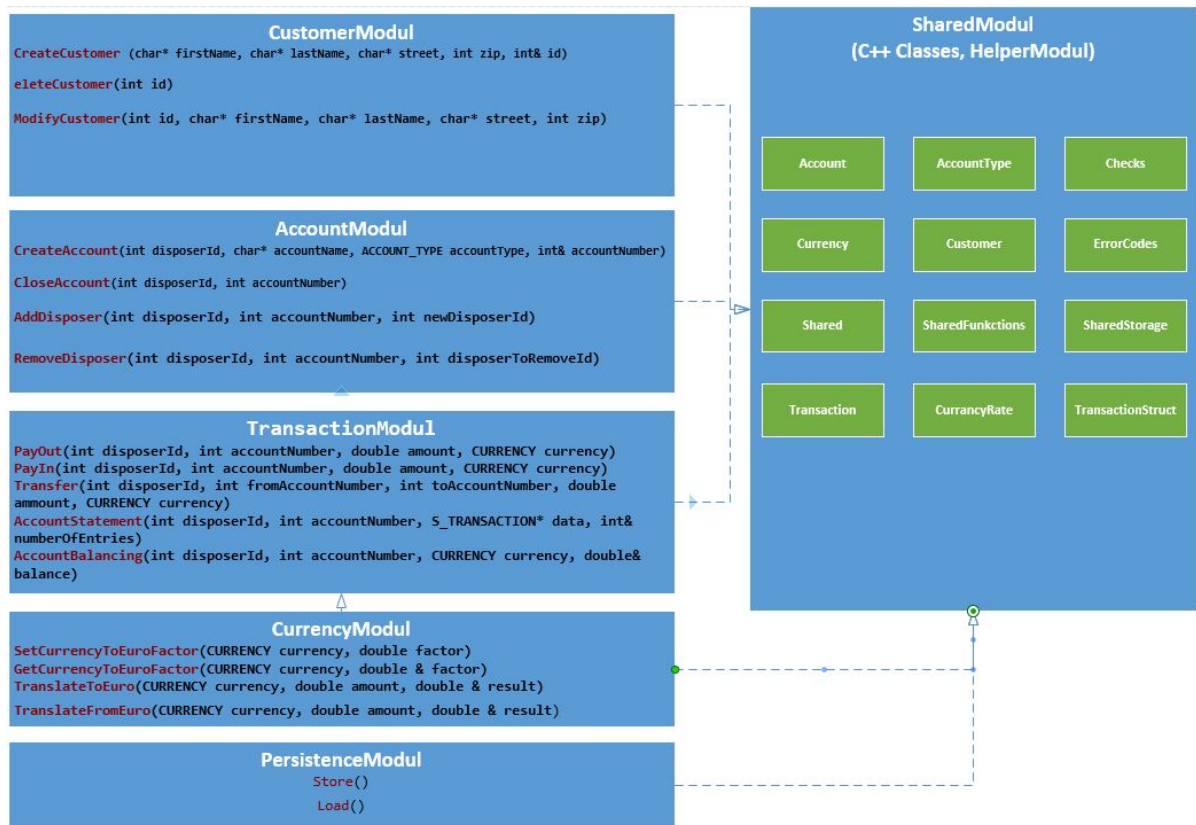 CustomerModul
CreateCustomer (char* firstName, char* lastName, char* street, int zip, int& id)
eleteCustomer(int id)
ModifyCustomer(int id, char* firstName, char* lastName, char* street, int zip)
AccountModul
CreateAccount(int disposerId, char* accountName, ACCOUNT_TYPE accountType, int& accountNumber)
CloseAccount(int disposerId, int accountNumber)
AddDisposer(int disposerId, int accountNumber, int newDisposerId)
RemoveDisposer(int disposerId, int accountNumber, int disposerToRemoveId)
TransactionModul
PayOut(int disposerId, int accountNumber, double amount, CURRENCY currency)
PayIn(int disposerId, int accountNumber, double amount, CURRENCY currency)
Transfer(int disposerId, int fromAccountNumber, int toAccountNumber, double
ammount, CURRENCY currency)
AccountStatement(int disposerId, int accountNumber, S_TRANSACTION* data, int&
numberOfEntries)
AccountBalancing(int disposerId, int accountNumber, CURRENCY currency, double&
balance)
CurrencyModul
SetCurrencyToEuroFactor(CURRENCY currency, double factor)
GetCurrencyToEuroFactor(CURRENCY currency, double & factor)
TranslateToEuro(CURRENCY currency, double amount, double & result)
TranslateFromEuro(CURRENCY currency, double amount, double & result)
PersistenceModul
Store()
Load()
SharedModul
(C++ Classes, HelperModul)
Account
AccountType
Checks
Currency
Customer
ErrorCodes
Shared
SharedFunkctions
SharedStorage
Transaction
CurrancyRate
TransactionStruct